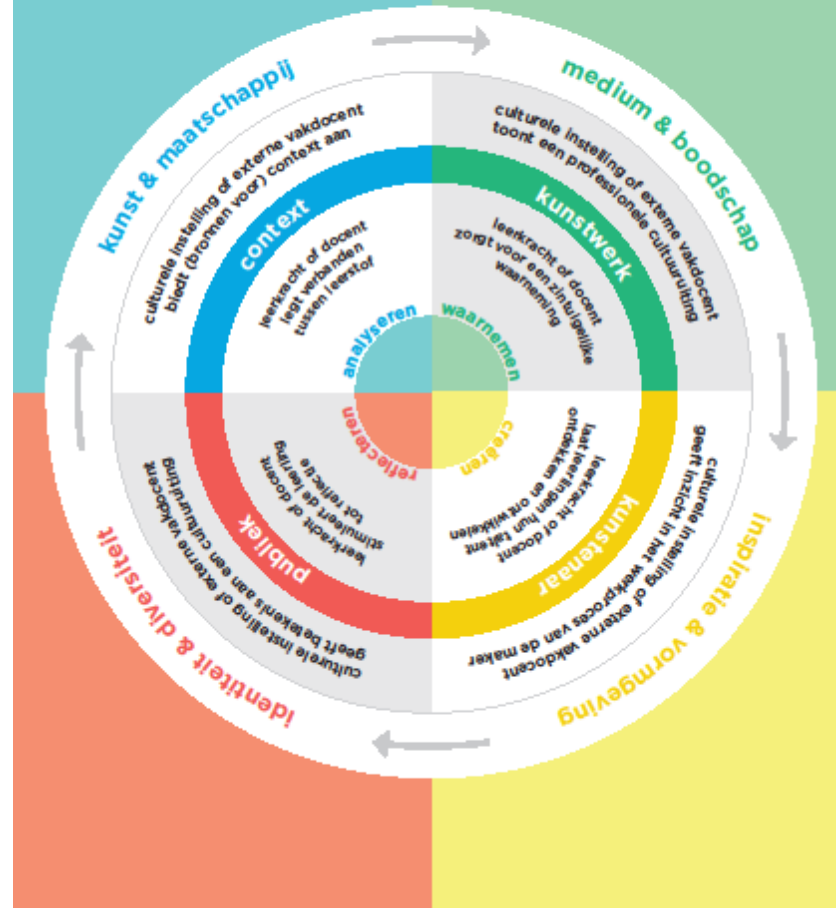 kunst & maatschappij
culturele instelling of externe vakdocent
biedt (bronnen voor) context aan
context
leerkracht of docent
legt verbanden
tussen leerstof
analyseren
medium & boodschap
culturele instelling of externe vakdocent
toont een professionele cultuuruiting
kunstwerk
leerkracht of docent
zorgt voor een zintuigelijke
waarneming
waarnemen
inspiratie & vormgeving
culturele instelling of externe vakdocent
geeft inzicht in het werkproces van de maker
kunstenaar
leerkracht of docent
laat leerlingen hun talent
ontdekken en ontwikkelen
creëren
identiteit & diversiteit
culturele instelling of externe vakdocent
geeft betekenis aan een cultuuruiting
publiek
leerkracht of docent
stimuleert de leerling
tot reflectie
reflecteren